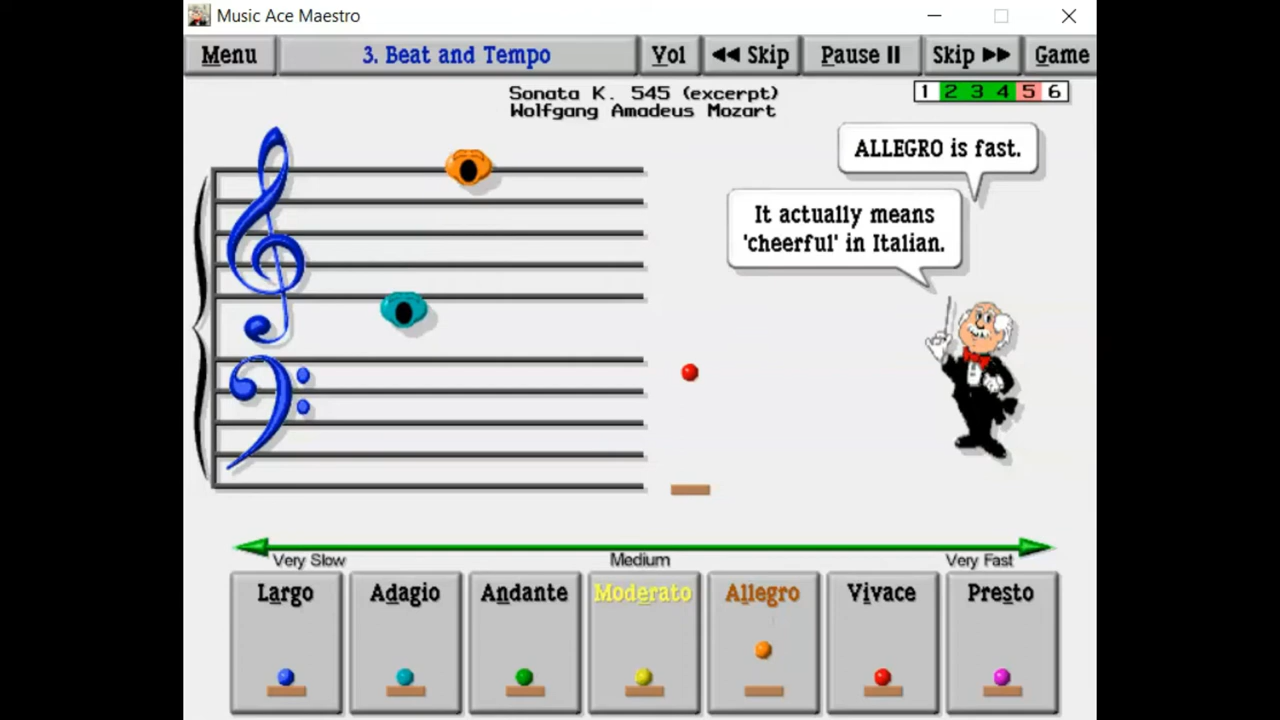 Music Ace Maestro
Menu 3. Beat and Tempo Vol Skip Pause Skip Game
Sonata K. 545 (excerpt)
Wolfgang Amadeus Mozart
1 2 3 4 5 6
ALLEGRO is fast.
It actually means
'cheerful' in Italian.
Very Slow Medium Very Fast
Largo Adagio Andante Moderato Allegro Vivace Presto